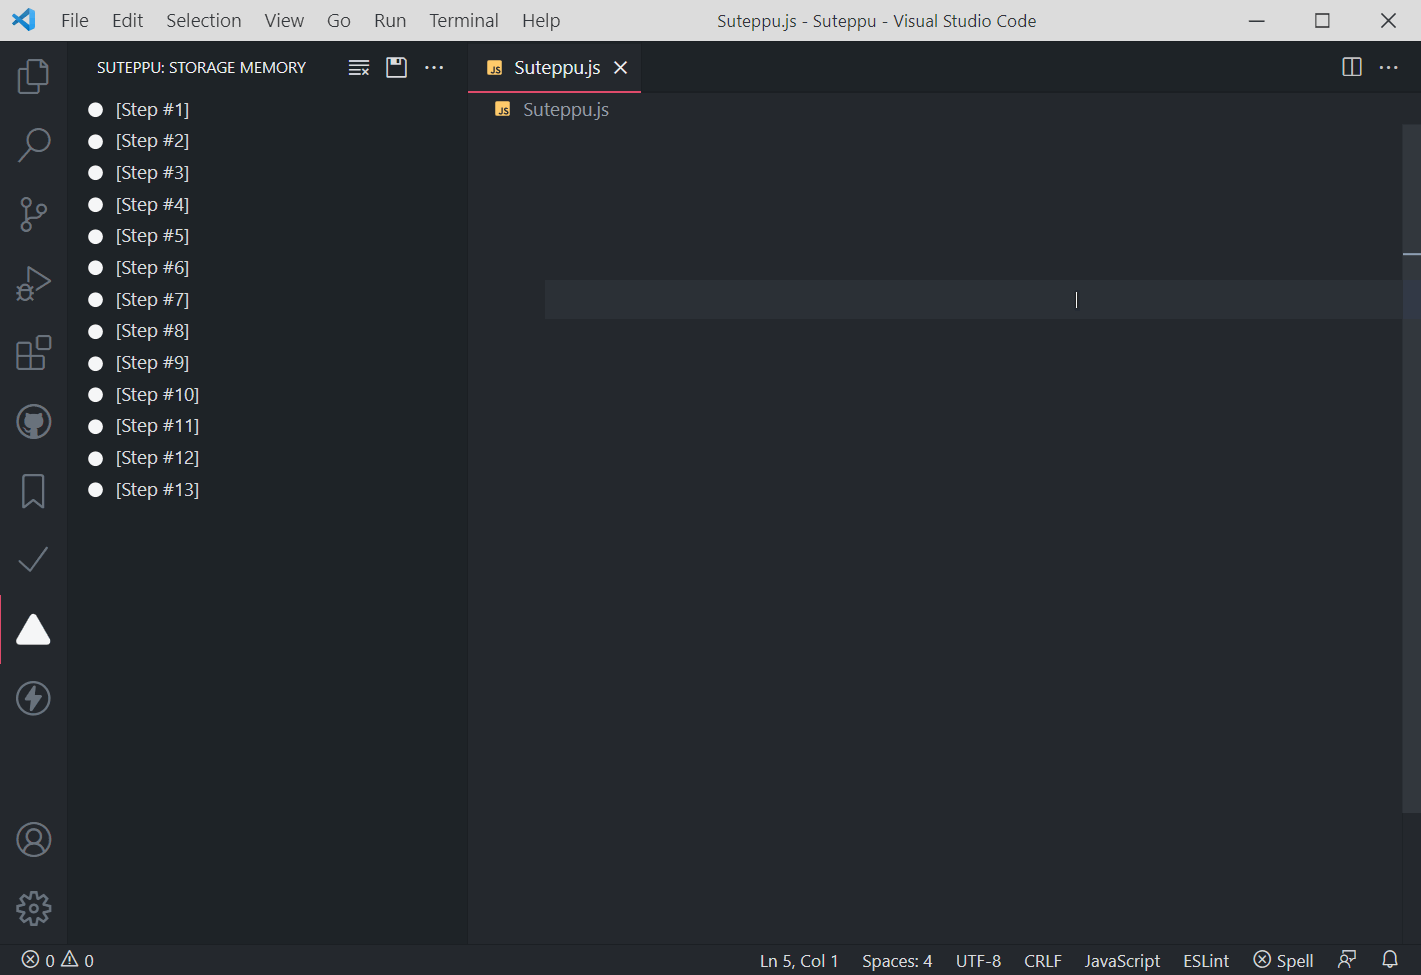 File Edit Selection View Go Run Terminal Help Suteppu.js - Suteppu - Visual Studio Code
SUTEPPU: STORAGE MEMORY
Suteppu.js
Suteppu.js
[Step #1]
[Step #2]
[Step #3]
[Step #4]
[Step #5]
[Step #6]
[Step #7]
[Step #8]
[Step #9]
[Step #10]
[Step #11]
[Step #12]
[Step #13]
0 0 Ln 5, Col 1 Spaces: 4 UTF-8 CRLF JavaScript ESLint Spell